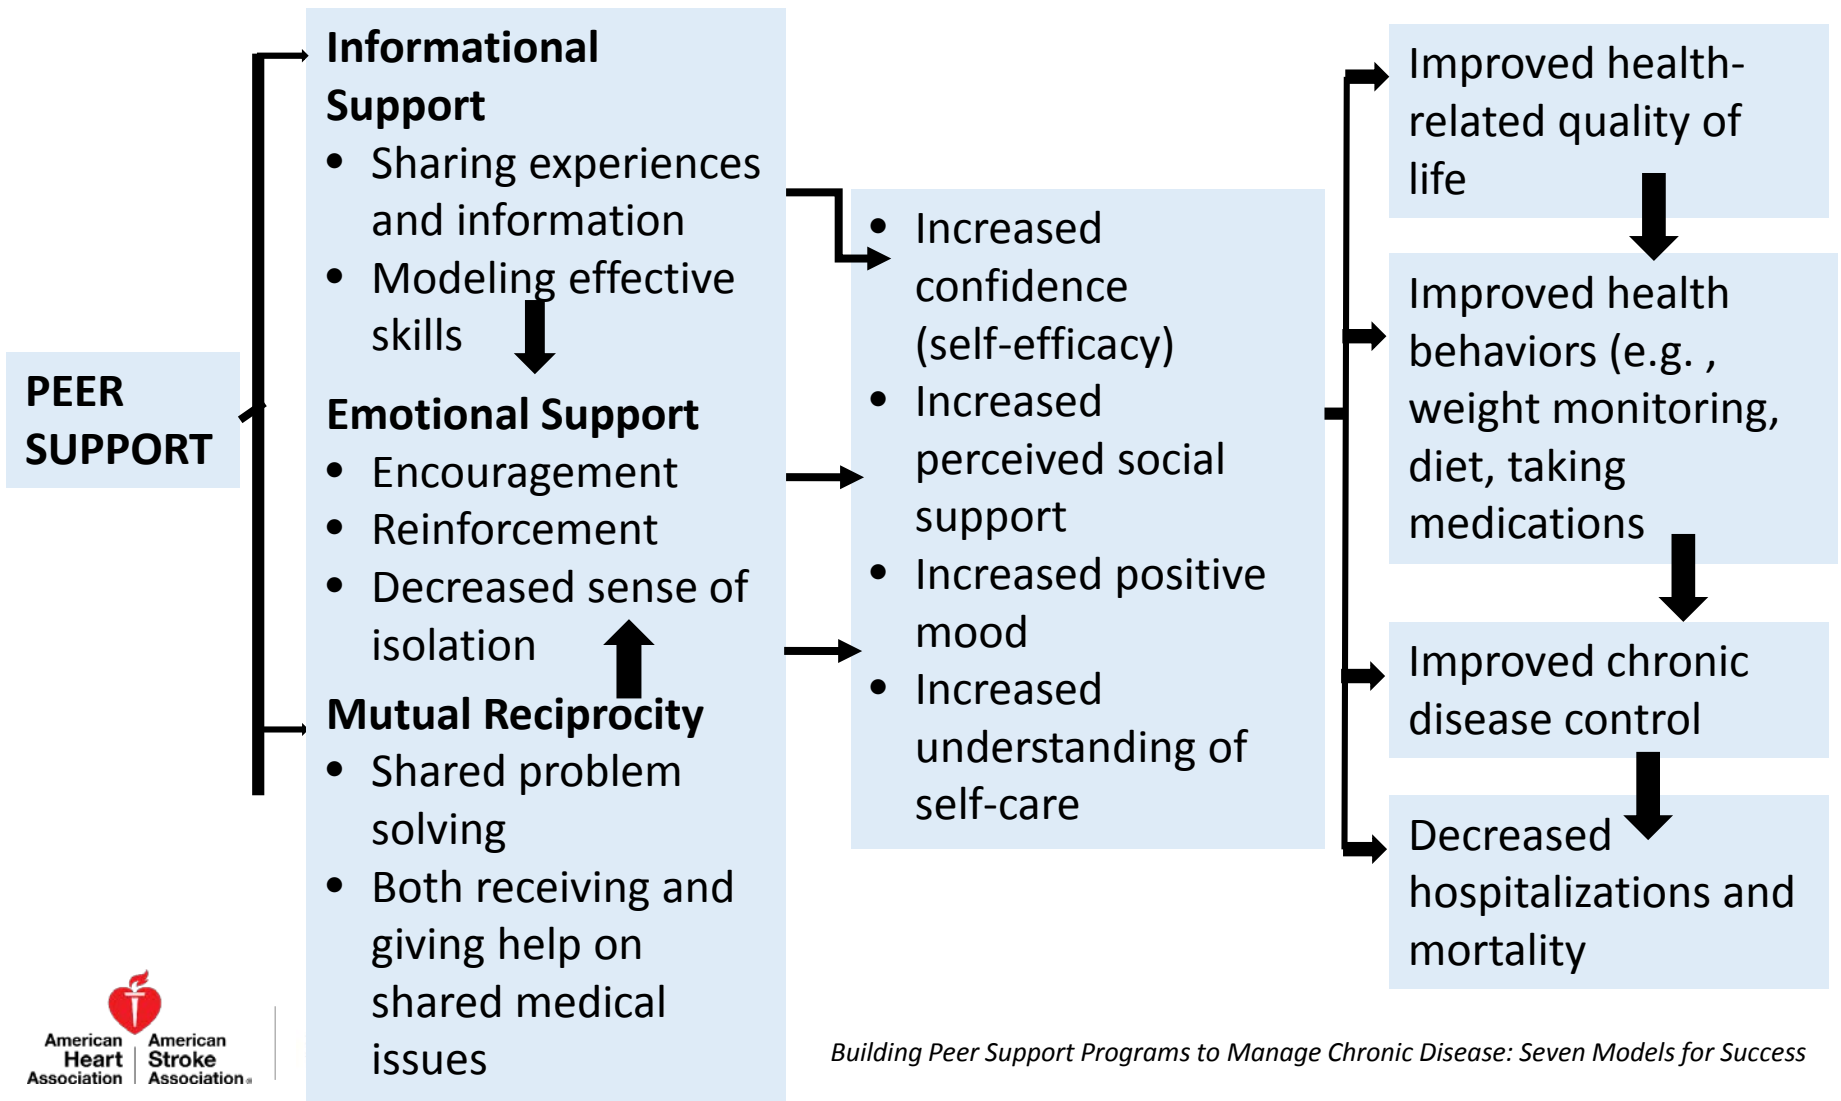 PEER
SUPPORT
Informational
Support
• Sharing experiences
and information
• Modeling effective
skills
Emotional Support
• Encouragement
• Reinforcement
• Decreased sense of
isolation
Mutual Reciprocity
• Shared problem
solving
• Both receiving and
giving help on
shared medical
issues
• Increased
confidence
(self-efficacy)
• Increased
perceived social
support
• Increased positive
mood
• Increased
understanding of
self-care
Improved health-
related quality of
life
Improved health
behaviors (e.g. ,
weight monitoring,
diet, taking
medications
Improved chronic
disease control
Decreased
hospitalizations and
mortality
American
Heart
Association
American
Stroke
Association®
Building Peer Support Programs to Manage Chronic Disease: Seven Models for Success